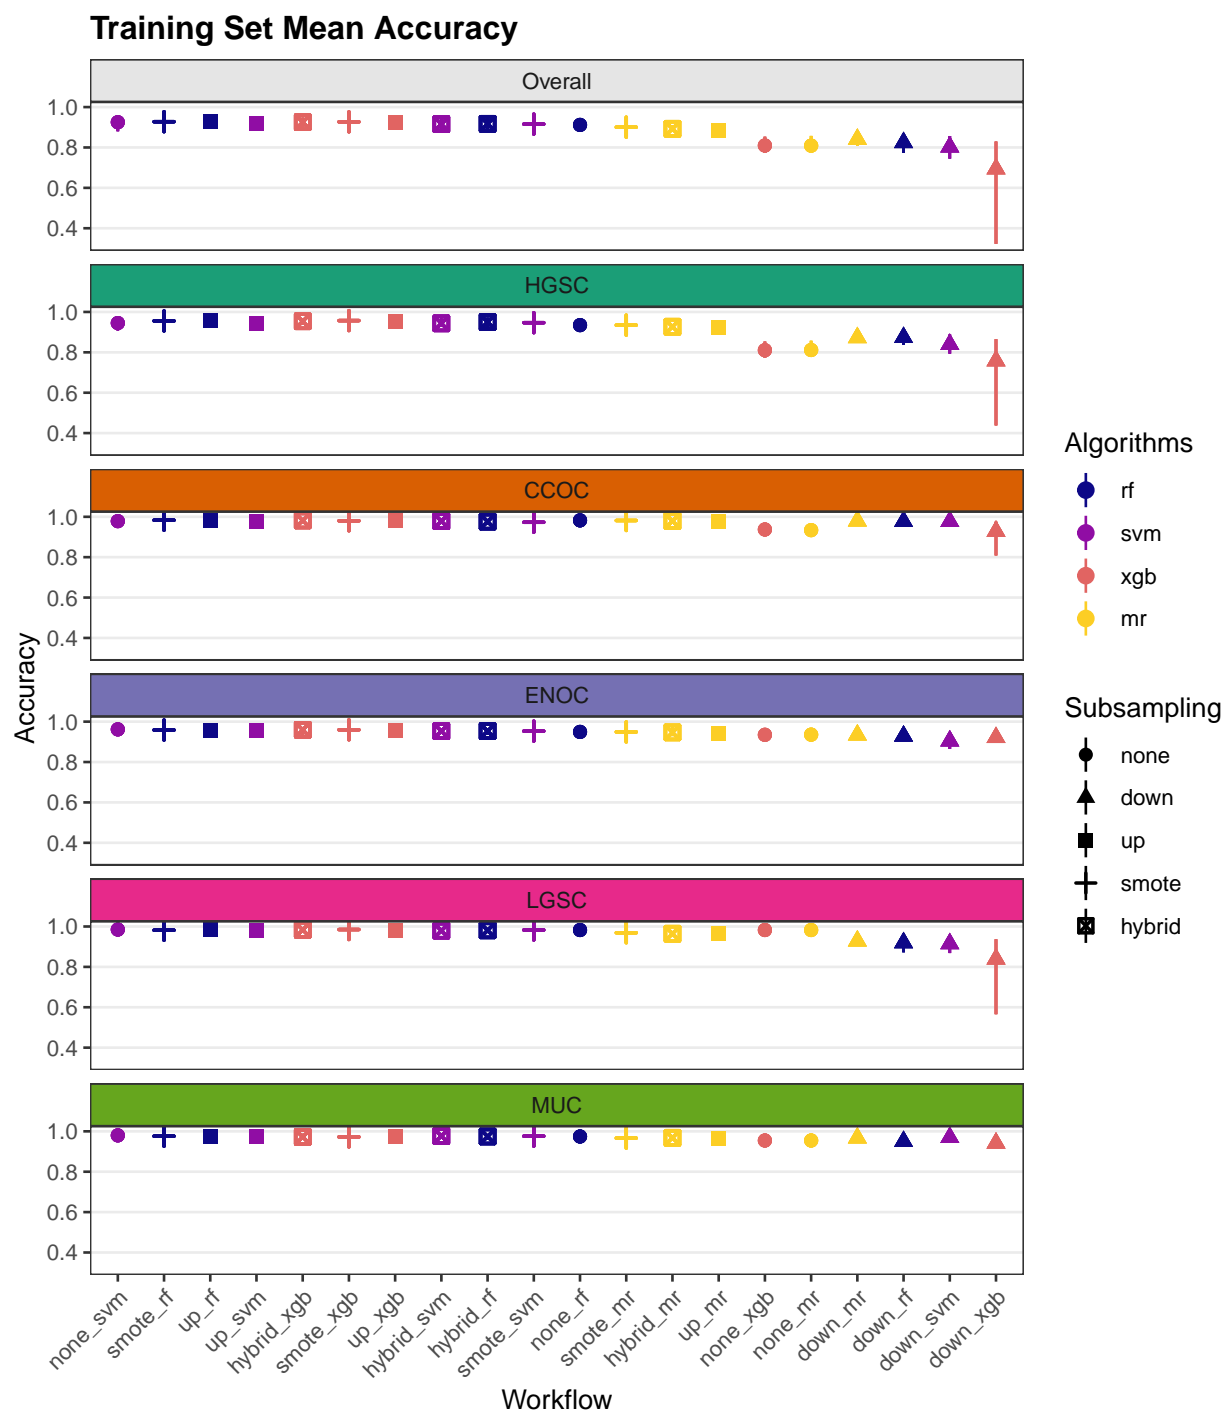 Training Set Mean Accuracy
Overall
1.0
0.8
0.6
0.4
HGSC
1.0
0.8
0.6
0.4
CCOC
1.0
0.8
0.6
0.4
ENOC
1.0
0.8
0.6
0.4
LGSC
1.0
0.8
0.6
0.4
MUC
1.0
0.8
0.6
0.4
Accuracy
none_svm
smote_rf
up_rf
up_svm
hybrid_xgb
smote_xgb
up_xgb
hybrid_svm
hybrid_rf
smote_svm
none_rf
smote_mr
hybrid_mr
up_mr
none_xgb
none_mr
down_mr
down_rf
down_svm
down_xgb
Workflow
Algorithms
rf
svm
xgb
mr
Subsampling
none
down
up
smote
hybrid